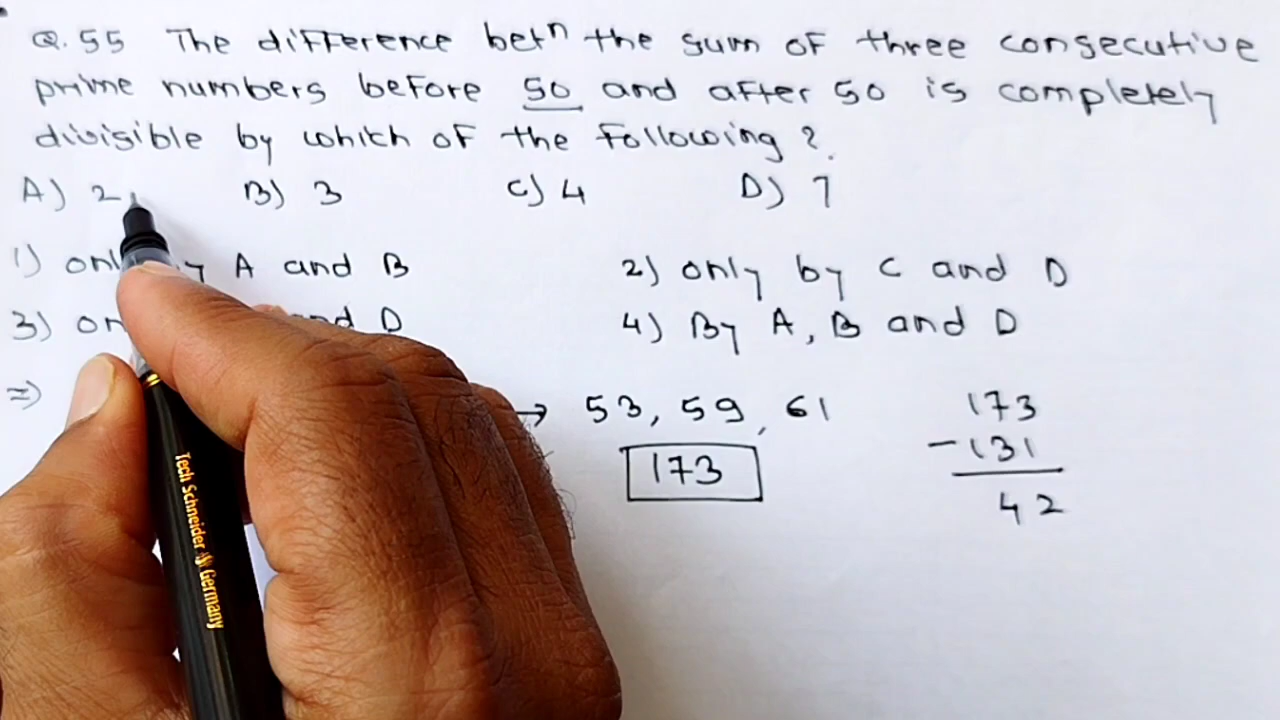 Q.55 The difference betn the sum of three consecutive
prime numbers before 50 and after 50 is completely
divisible by which of the following ?
A) 2 B) 3 C) 4 D) 7
1) A and B 2) only by C and D
3) and D 4) By A, B and D
⇒) → 53, 59, 61 173
173 -131
42
Tech Schneider Germany